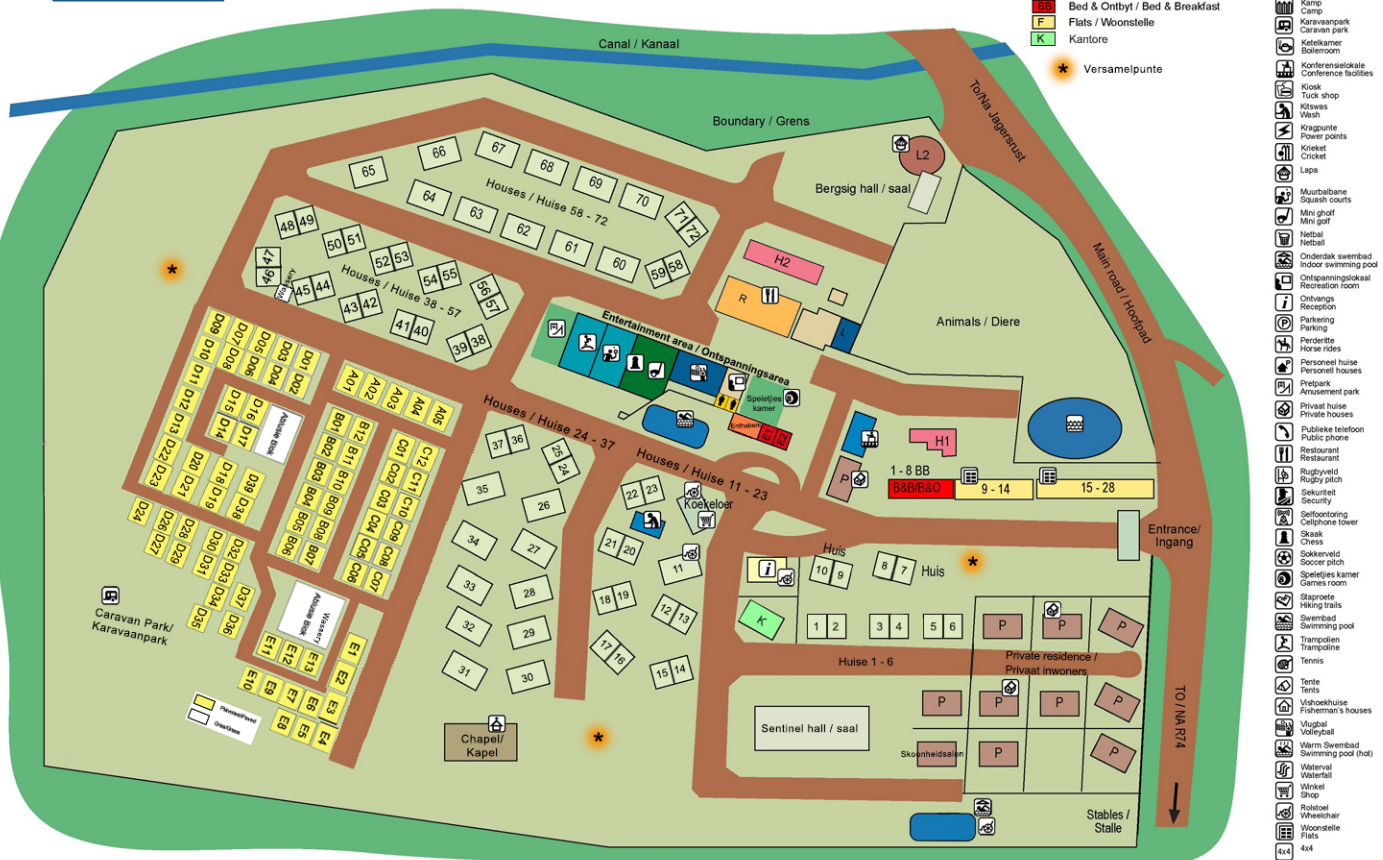 BB Bed & Ontbyt / Bed & Breakfast
F Flats / Woonstelle
K Kantore
Versamelpunte
Canal / Kanaal
Boundary / Grens
To/Na Jagersrust
Main road / Hoofpad
L2
Bergsig hall / saal
Animals / Diere
65
66
67
68
69
70
71 72
64
63
62
61
60
59 58
Houses / Huise 58 - 72
48 49
50 51
52 53
54 55
56 57
46 47
Wassery
45 44
43 42
41 40
39 38
Houses / Huise 38 - 57
H2
R
L
Entertainment area / Ontspanningsarea
Speletjies
kamer
E1
E2
Houses / Huise 24 - 37
Houses / Huise 11 - 23
D09
D10
D11
D12
D13
D22
D23
D07
D08
D05
D06
D03
D04
D01
D02
D15
D14
D16
D17
Ablusie Blok
D20
D21
D18
D19
D39
D38
D24
D26
D27
D28
D29
D30
D31
D32
D33
D34
D35
D36
D37
A01
A02
A03
A04
A05
B01
B02
B03
B04
B05
B06
B07
B08
B09
B10
B11
B12
C01
C02
C03
C04
C05
C06
C07
C08
C09
C10
C11
C12
Wassery
Ablusie Blok
E11
E12
E13
E1
E2
E3
E4
E10
E9
E7
E6
E8
E5
Caravan Park/
Karavaanpark
Gras/Grass
37 36
25 24
35
26
34
27
33
28
32
29
31
30
22 23
Koekeloer
21 20
11
18 19
12 13
17 16
15 14
Chapel/
Kapel
P
H1
1 - 8 BB
B&B/B&O
9 - 14
15 - 28
Entrance/
Ingang
i
Huis
10 9
8 7
Huis
K
1 2
3 4
5 6
P
P
P
Huise 1 - 6
Private residence /
Privaat inwoners
P
P
P
P
Sentinel hall / saal
Skoonheidsalon
P
P
Stables /
Stalle
TO / NA R74
Kamp
Camp
Karavaanpark
Caravan park
Ketelkamer
Boilerroom
Konferensielokale
Conference facilities
Kiosk
Tuck shop
Kitswas
Wash
Kragpunte
Power points
Krieket
Cricket
Lapa
Muurbalbane
Squash courts
Mini gholf
Mini golf
Netbal
Netball
Onderdak swembad
Indoor swimming pool
Ontspanningslokaal
Recreation room
Ontvangs
Reception
Parkering
Parking
Perderitte
Horse rides
Personeel huise
Personell houses
Pretpark
Amusement park
Privaat huise
Private houses
Publieke telefoon
Public phone
Restourant
Restaurant
Rugbyveld
Rugby pitch
Sekuriteit
Security
Selfoontoring
Cellphone tower
Skaak
Chess
Sokkerveld
Soccer pitch
Speletjies kamer
Games room
Staproete
Hiking trails
Swembad
Swimming pool
Trampolien
Trampoline
Tennis
Tente
Tents
Vishoekhuise
Fisherman's houses
Vlugbal
Volleyball
Warm Swembad
Swimming pool (hot)
Waterval
Waterfall
Winkel
Shop
Rolstoel
Wheelchair
Woonstelle
Flats
4x4 4x4